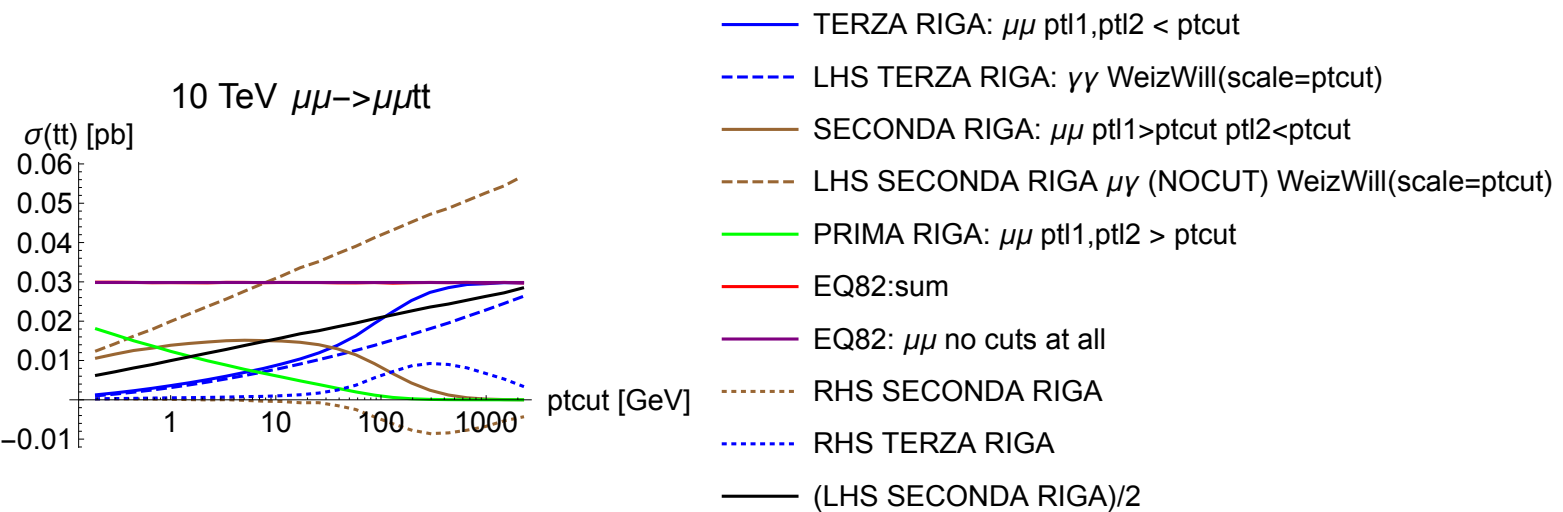 10 TeV μμ->μμtt
σ(tt) [pb]
0.06
0.05
0.04
0.03
0.02
0.01
-0.01
1 10 100 1000
ptcut [GeV]
TERZA RIGA: μμ ptl1,ptl2 < ptcut
LHS TERZA RIGA: γγ WeizWill(scale=ptcut)
SECONDA RIGA: μμ ptl1>ptcut ptl2<ptcut
LHS SECONDA RIGA μγ (NOCUT) WeizWill(scale=ptcut)
PRIMA RIGA: μμ ptl1,ptl2 > ptcut
EQ82:sum
EQ82: μμ no cuts at all
RHS SECONDA RIGA
RHS TERZA RIGA
(LHS SECONDA RIGA)/2